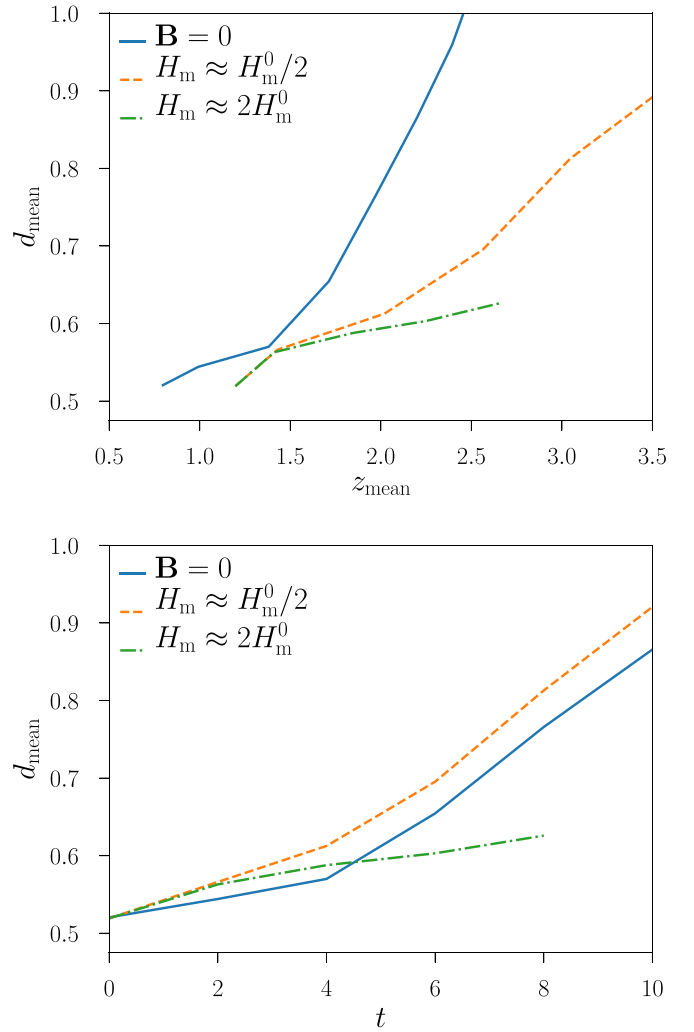 1.0
0.9
0.8
0.7
0.6
0.5
d_mean
B = 0
H_m ≈ H_m^0/2
H_m ≈ 2H_m^0
0.5 1.0 1.5 2.0 2.5 3.0 3.5
z_mean
1.0
0.9
0.8
0.7
0.6
0.5
d_mean
B = 0
H_m ≈ H_m^0/2
H_m ≈ 2H_m^0
0 2 4 6 8 10
t